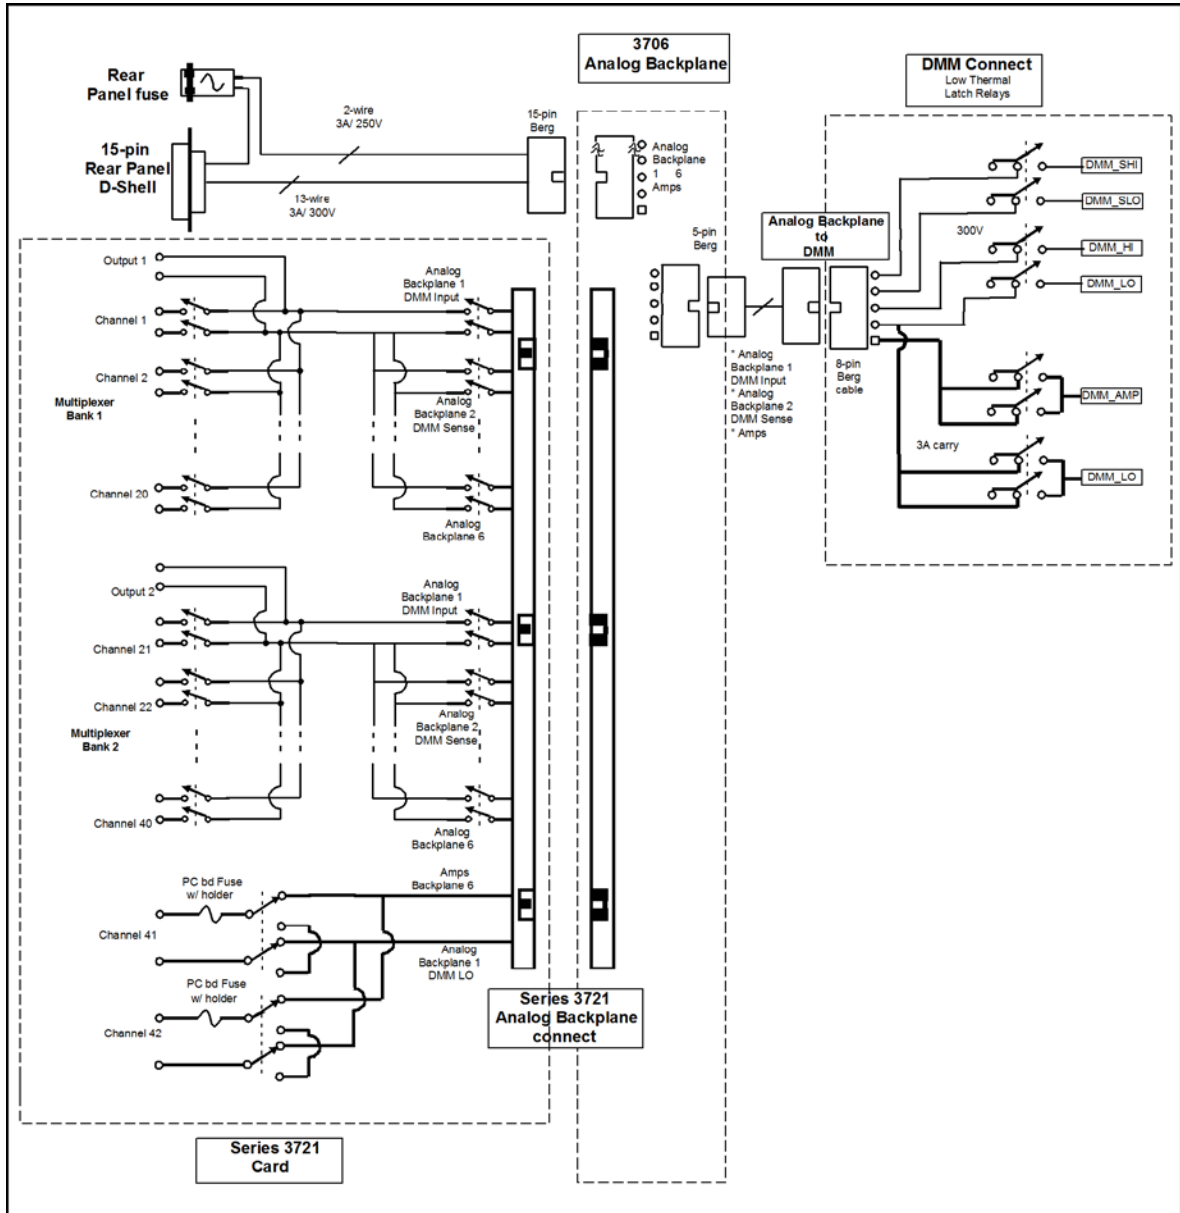 3706
Analog Backplane
DMM Connect
Low Thermal
Latch Relays
Rear
Panel fuse
2-wire
3A/ 250V
15-pin
Berg
15-pin
Rear Panel
D-Shell
13-wire
3A/ 300V
Analog
Backplane
1 6
Amps
DMM_SHI
DMM_SLO
300V
DMM_HI
DMM_LO
Analog Backplane
to
DMM
5-pin
Berg
Output 1
Analog
Backplane 1
DMM Input
Channel 1
Channel 2
Multiplexer
Bank 1
Analog
Backplane 2
DMM Sense
Channel 20
Analog
Backplane 6
* Analog
Backplane 1
DMM Input
* Analog
Backplane 2
DMM Sense
* Amps
8-pin
Berg
cable
DMM_AMP
3A carry
DMM_LO
Output 2
Analog
Backplane 1
DMM Input
Channel 21
Channel 22
Multiplexer
Bank 2
Analog
Backplane 2
DMM Sense
Channel 40
Analog
Backplane 6
PC bd Fuse
w/ holder
Amps
Backplane 6
Channel 41
Analog
Backplane 1
DMM LO
PC bd Fuse
w/ holder
Channel 42
Series 3721
Analog Backplane
connect
Series 3721
Card